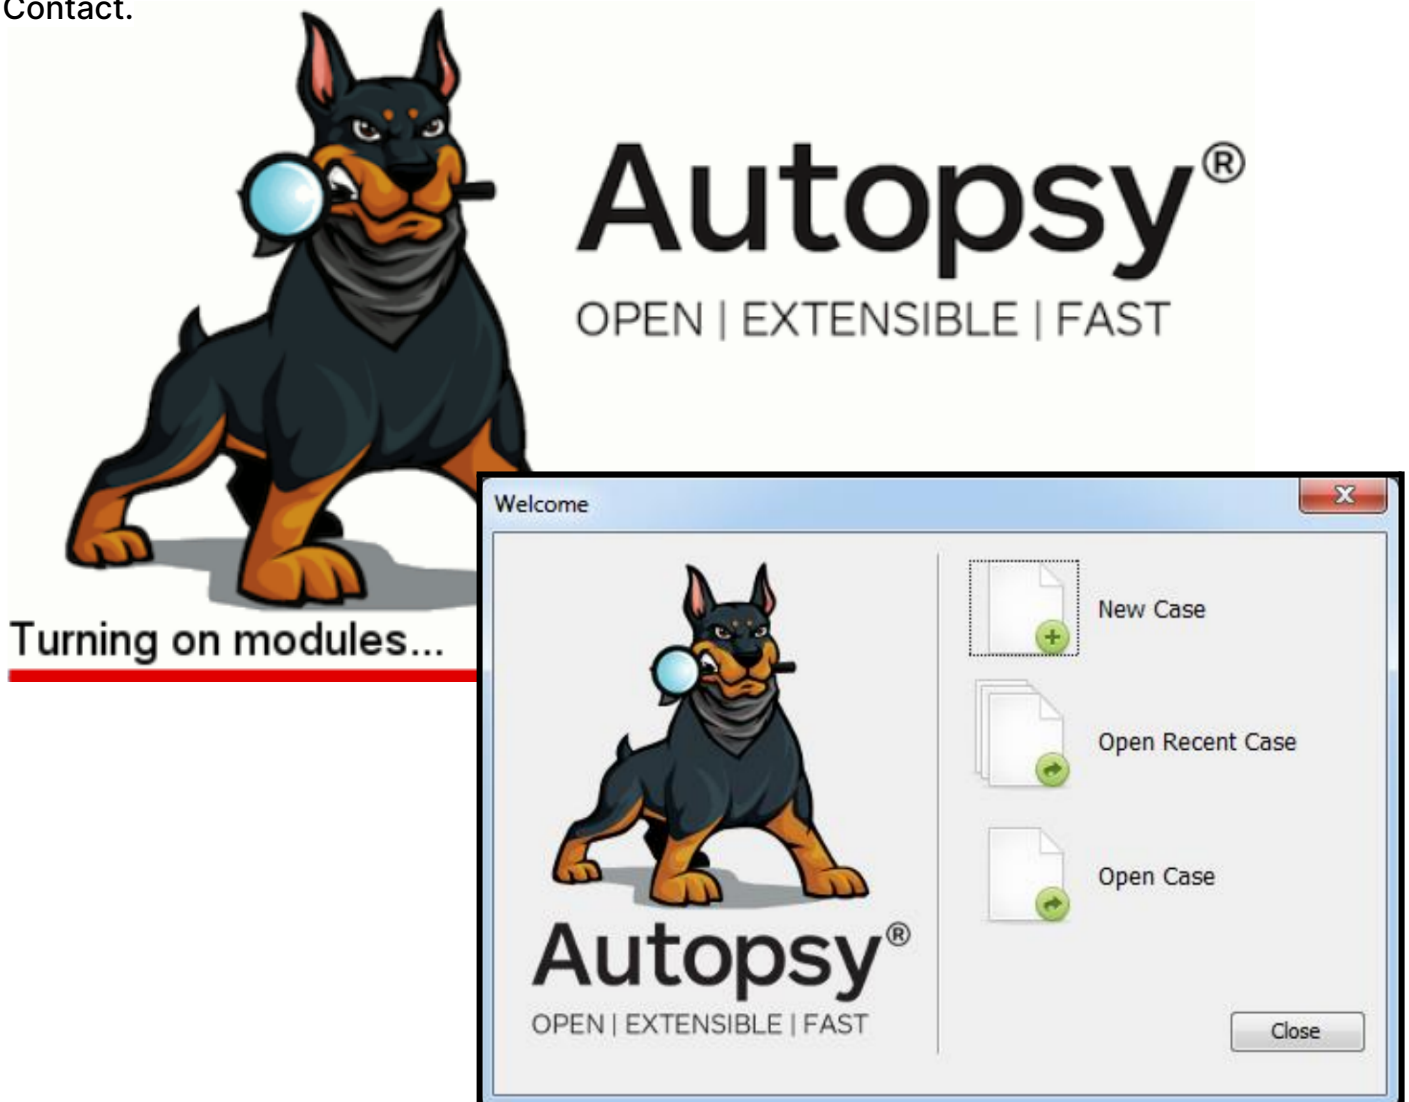 Contact.
Autopsy®
OPEN | EXTENSIBLE | FAST
Turning on modules...
Welcome
New Case
Open Recent Case
Open Case
Autopsy®
OPEN | EXTENSIBLE | FAST
Close